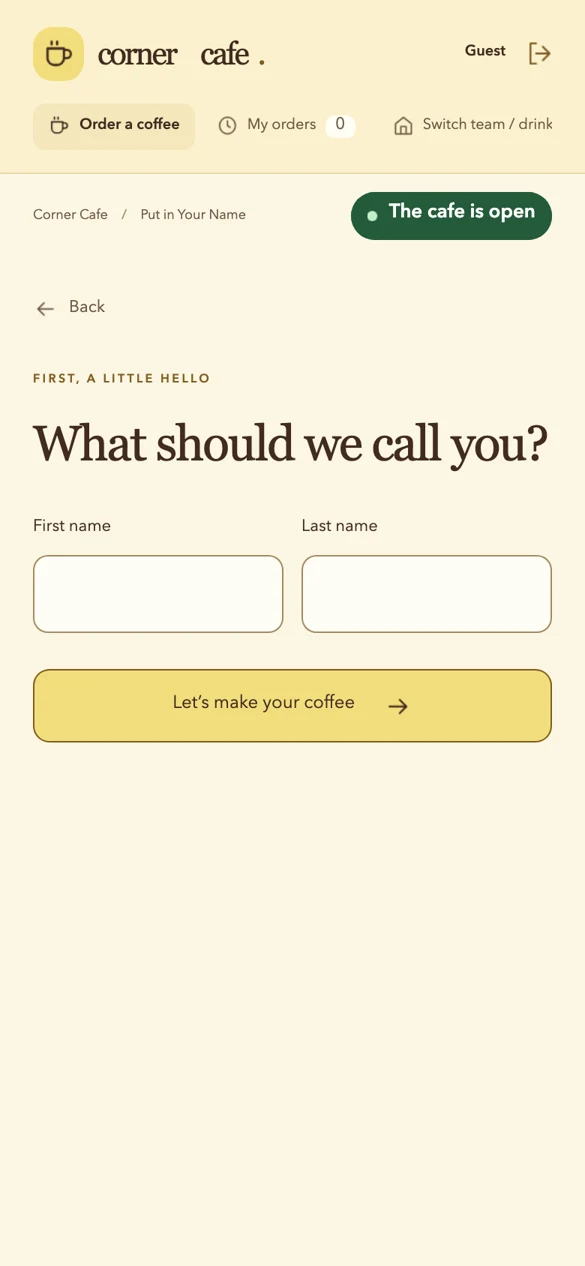 corner cafe.
Guest
Order a coffee
My orders 0
Switch team / drink
Corner Cafe / Put in Your Name
The cafe is open
Back
FIRST, A LITTLE HELLO
What should we call you?
First name
Last name
Let’s make your coffee